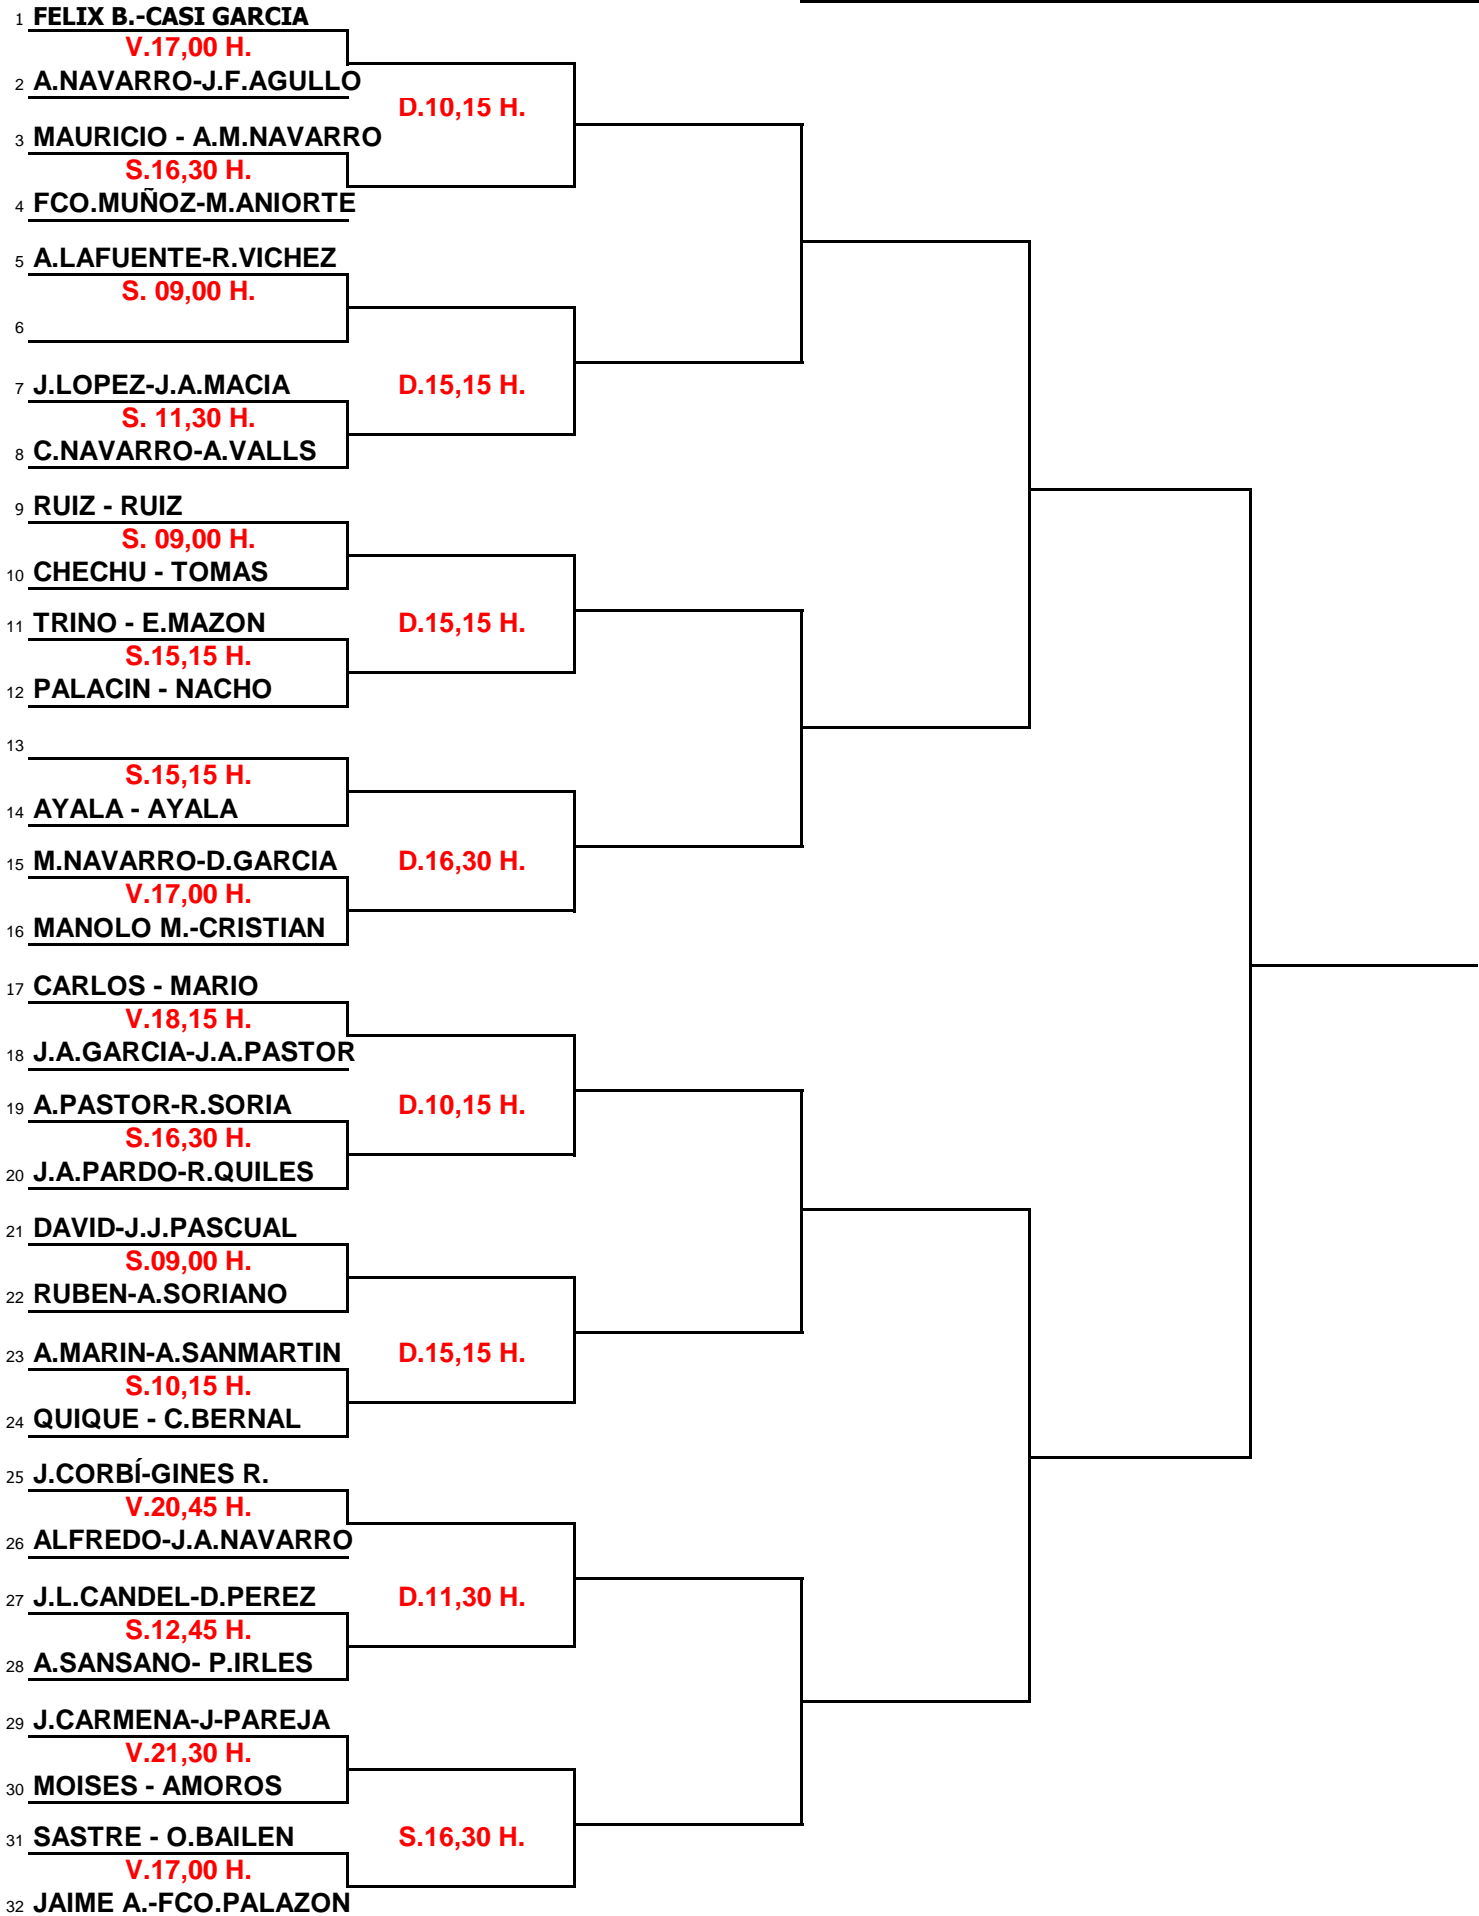 1 FELIX B.-CASI GARCIA
V.17,00 H.
2 A.NAVARRO-J.F.AGULLO
D.10,15 H.
3 MAURICIO - A.M.NAVARRO
S.16,30 H.
4 FCO.MUÑOZ-M.ANIORTE
5 A.LAFUENTE-R.VICHEZ
S. 09,00 H.
6
7 J.LOPEZ-J.A.MACIA
D.15,15 H.
S. 11,30 H.
8 C.NAVARRO-A.VALLS
9 RUIZ - RUIZ
S. 09,00 H.
10 CHECHU - TOMAS
11 TRINO - E.MAZON
D.15,15 H.
S.15,15 H.
12 PALACIN - NACHO
13
S.15,15 H.
14 AYALA - AYALA
15 M.NAVARRO-D.GARCIA
D.16,30 H.
V.17,00 H.
16 MANOLO M.-CRISTIAN
17 CARLOS - MARIO
V.18,15 H.
18 J.A.GARCIA-J.A.PASTOR
19 A.PASTOR-R.SORIA
D.10,15 H.
S.16,30 H.
20 J.A.PARDO-R.QUILES
21 DAVID-J.J.PASCUAL
S.09,00 H.
22 RUBEN-A.SORIANO
23 A.MARIN-A.SANMARTIN
D.15,15 H.
S.10,15 H.
24 QUIQUE - C.BERNAL
25 J.CORBÍ-GINES R.
V.20,45 H.
26 ALFREDO-J.A.NAVARRO
27 J.L.CANDEL-D.PEREZ
D.11,30 H.
S.12,45 H.
28 A.SANSANO- P.IRLES
29 J.CARMENA-J-PAREJA
V.21,30 H.
30 MOISES - AMOROS
31 SASTRE - O.BAILEN
S.16,30 H.
V.17,00 H.
32 JAIME A.-FCO.PALAZON